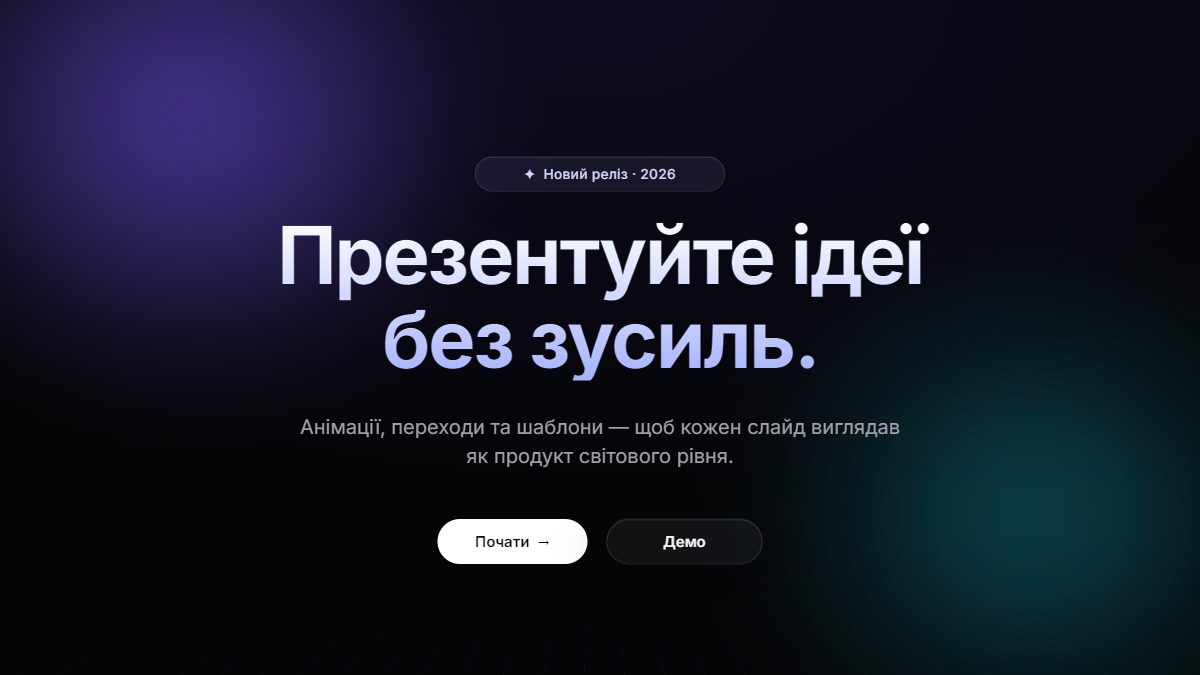 ✦ Новий реліз · 2026
Презентуйте ідеї
без зусиль.
Анімації, переходи та шаблони — щоб кожен слайд виглядав
як продукт світового рівня.
Почати →
Демо